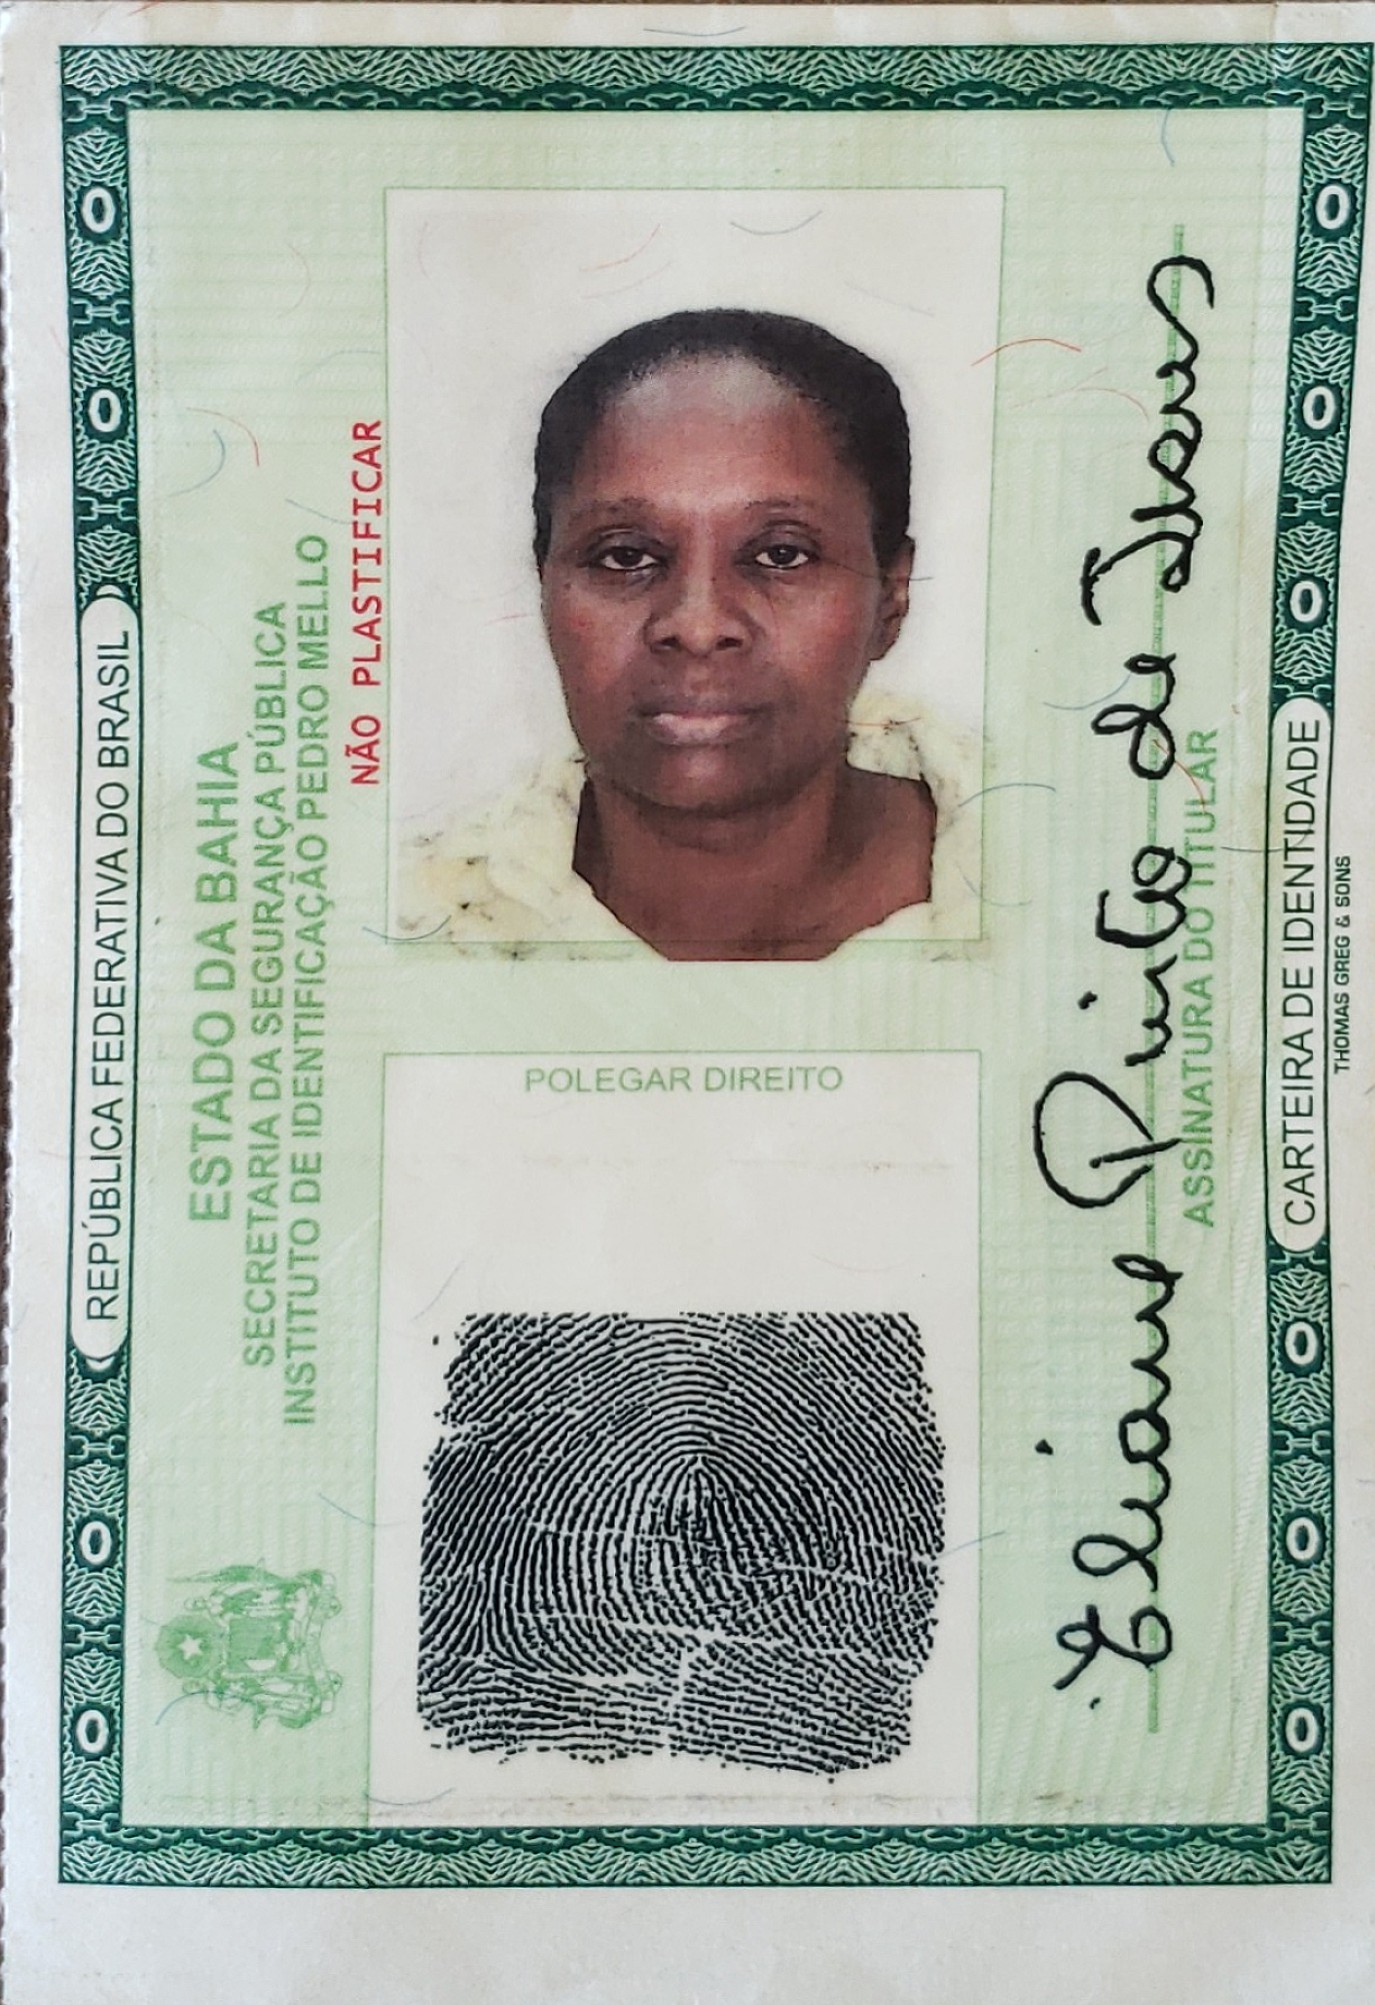 REPÚBLICA FEDERATIVA DO BRASIL
ESTADO DA BAHIA
SECRETARIA DA SEGURANÇA PÚBLICA
INSTITUTO DE IDENTIFICAÇÃO PEDRO MELLO
NÃO PLASTIFICAR
POLEGAR DIREITO
Eliane Pinto de Jesus
ASSINATURA DO TITULAR
CARTEIRA DE IDENTIDADE
THOMAS GREG & SONS